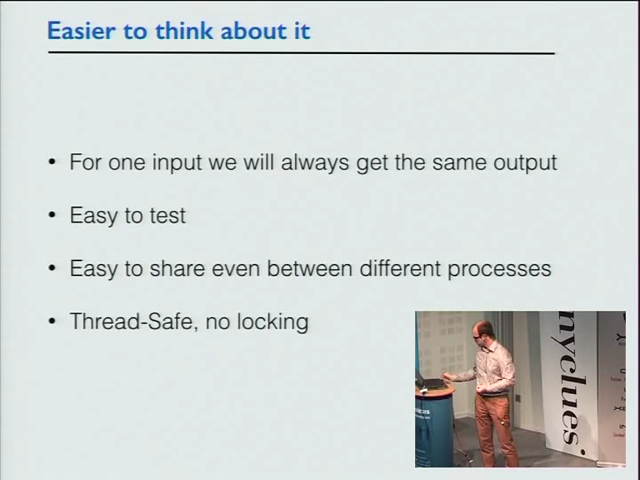 Easier to think about it
• For one input we will always get the same output
• Easy to test
• Easy to share even between different processes
• Thread-Safe, no locking
nyclues